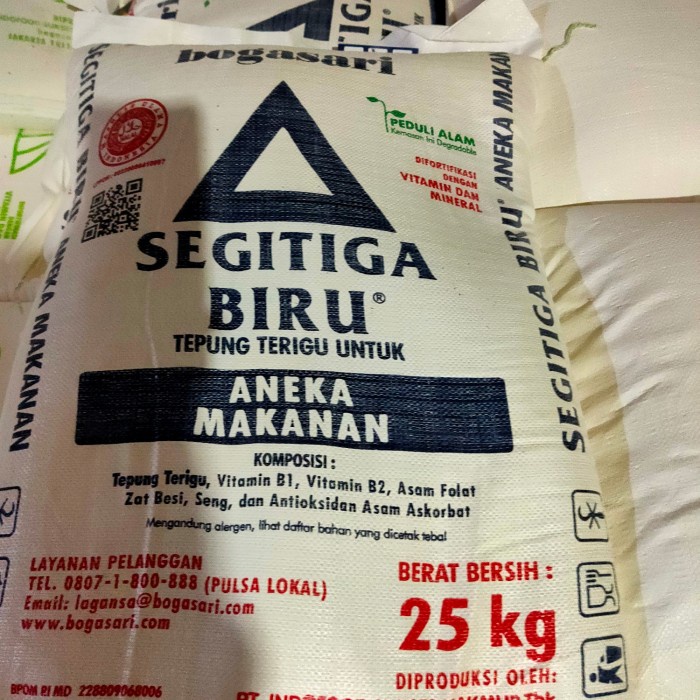 bogasari
PEDULI ALAM
Kemasan Ini Degradable
DIFORTIFIKASI
DENGAN
VITAMIN DAN
MINERAL
SEGITIGA
BIRU®
TEPUNG TERIGU UNTUK
ANEKA
MAKANAN
KOMPOSISI :
Tepung Terigu, Vitamin B1, Vitamin B2, Asam Folat
Zat Besi, Seng, dan Antioksidan Asam Askorbat
Mengandung alergen, lihat daftar bahan yang dicetak tebal
LAYANAN PELANGGAN
TEL. 0807-1-800-888 (PULSA LOKAL)
Email: lagansa@bogasari.com
www.bogasari.com
BERAT BERSIH :
25 kg
DIPRODUKSI OLEH:
BPOM RI MD 228809068006
SEGITIGA BIRU, ANEKA MAKANAN
SEGITIGA BIRU® ANEKA MAKAN